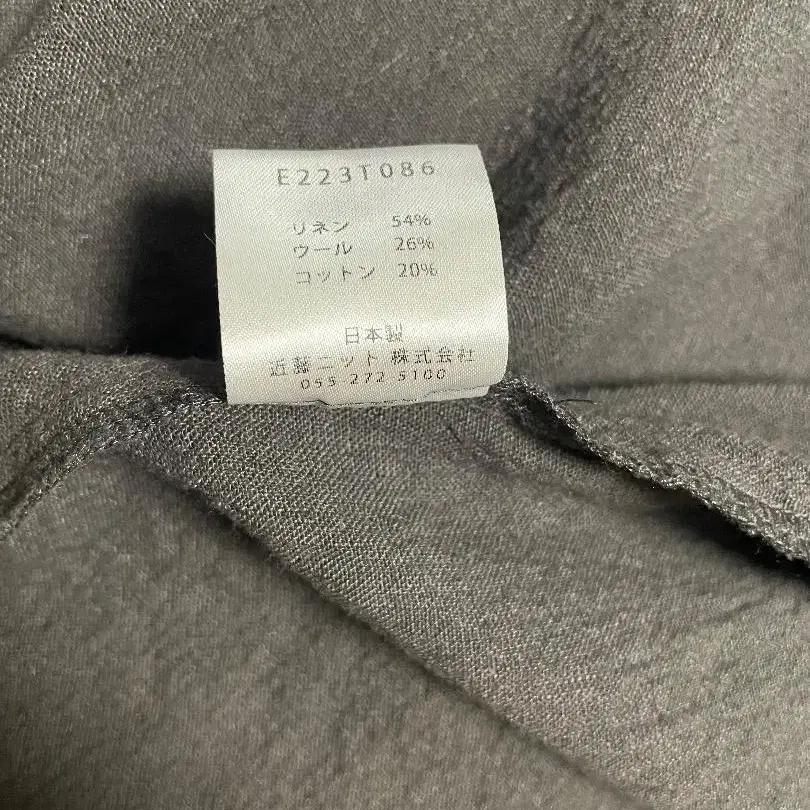 E223T086
リネン 54%
ウール 26%
コットン 20%
日本製
近藤ニット 株式会社
055 272 5100